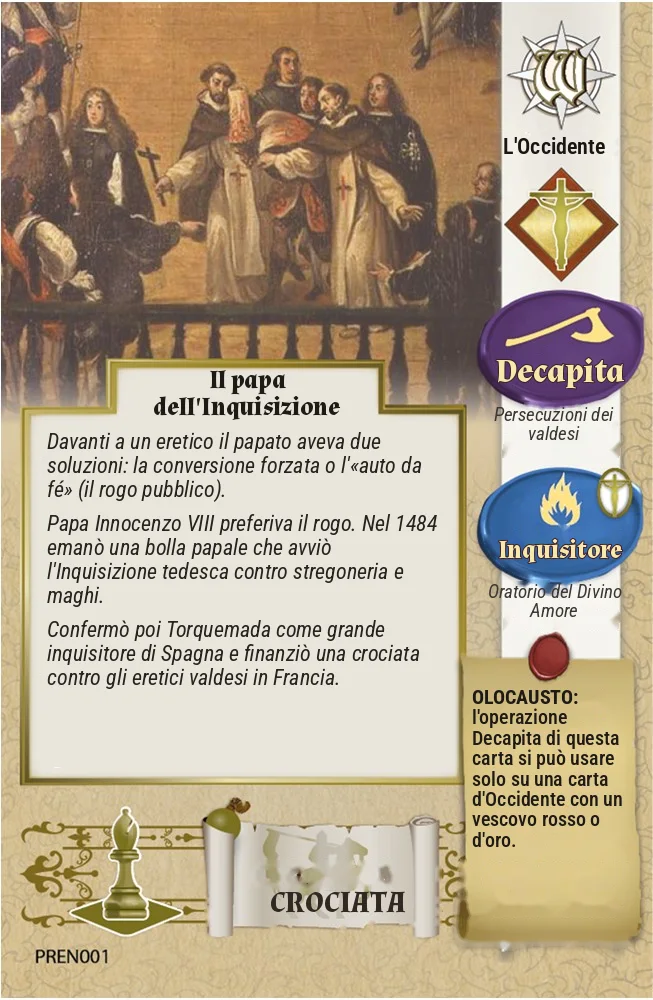 W
L'Occidente
Decapita
Persecuzioni dei
valdesi
Inquisitore
Oratorio del Divino
Amore
Il papa
dell'Inquisizione
Davanti a un eretico il papato aveva due
soluzioni: la conversione forzata o l'«auto da
fé» (il rogo pubblico).
Papa Innocenzo VIII preferiva il rogo. Nel 1484
emanò una bolla papale che avviò
l'Inquisizione tedesca contro stregoneria e
maghi.
Confermò poi Torquemada come grande
inquisitore di Spagna e finanziò una crociata
contro gli eretici valdesi in Francia.
OLOCAUSTO:
l'operazione
Decapita di questa
carta si può usare
solo su una carta
d'Occidente con un
vescovo rosso o
d'oro.
CROCIATA
PREN001